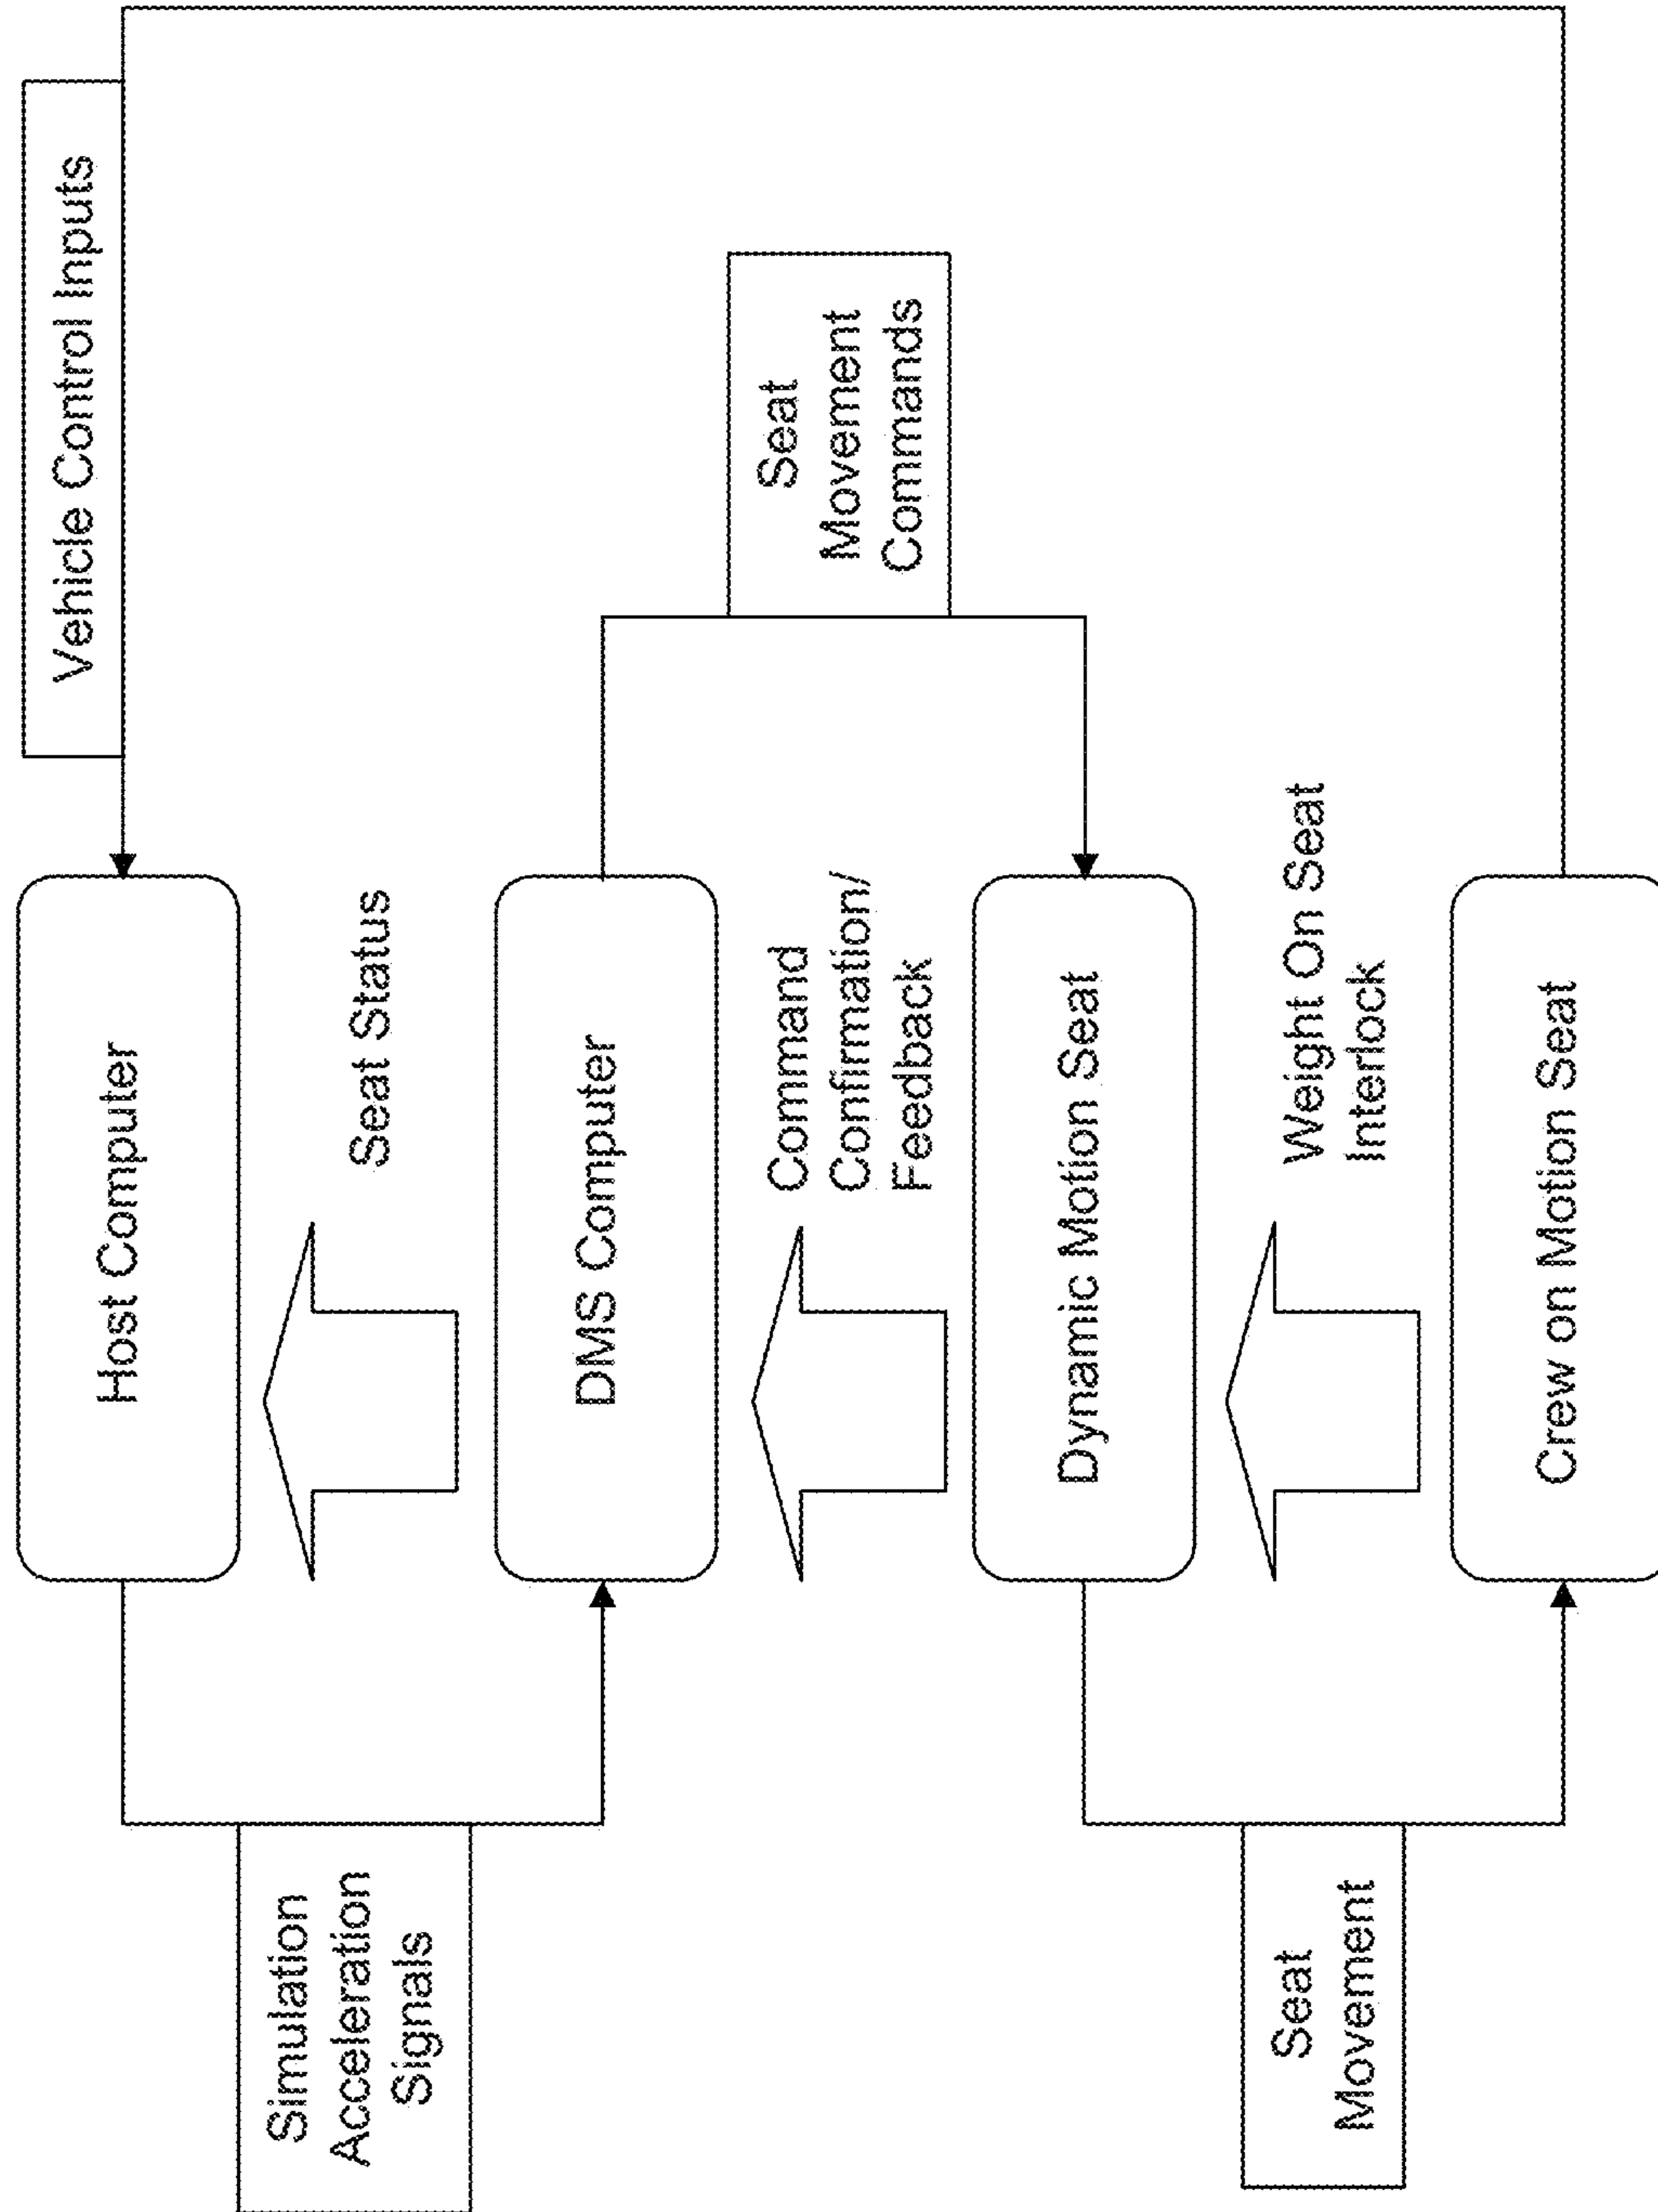 Vehicle Control Inputs
Host Computer
Simulation
Acceleration
Signals
Seat Status
DMS Computer
Command
Confirmation/
Feedback
Seat
Movement
Commands
Dynamic Motion Seat
Seat
Movement
Weight On Seat
Interlock
Crew on Motion Seat